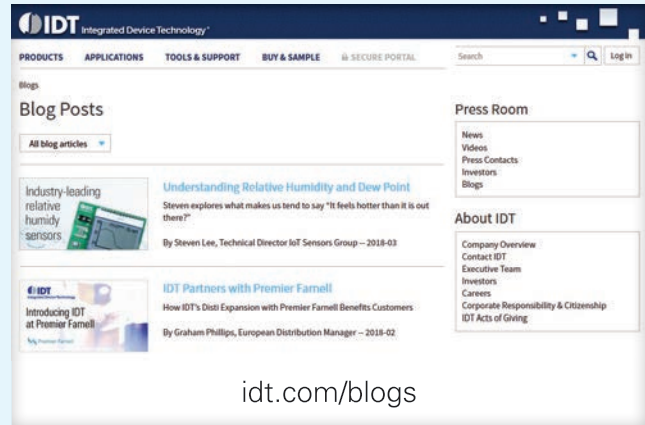 IDT Integrated Device Technology
PRODUCTS APPLICATIONS TOOLS & SUPPORT BUY & SAMPLE SECURE PORTAL Search Log in
Blogs
Blog Posts
All blog articles
Industry-leading
relative
humidy
sensors
Understanding Relative Humidity and Dew Point
Steven explores what makes us tend to say "It feels hotter than it is out
there?"
By Steven Lee, Technical Director IoT Sensors Group -- 2018-03
IDT
Integrated Device Technology
Introducing IDT
at Premier Farnell
Premier Farnell
IDT Partners with Premier Farnell
How IDT's Disti Expansion with Premier Farnell Benefits Customers
By Graham Phillips, European Distribution Manager -- 2018-02
Press Room
News
Videos
Press Contacts
Investors
Blogs
About IDT
Company Overview
Contact IDT
Executive Team
Investors
Careers
Corporate Responsibility & Citizenship
IDT Acts of Giving
idt.com/blogs